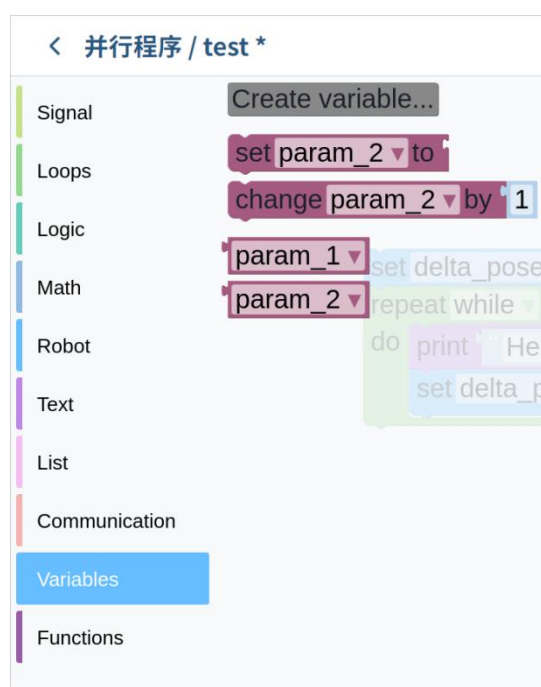 并行程序 / test *
Signal
Loops
Logic
Math
Robot
Text
List
Communication
Variables
Functions
Create variable...
set param_2 to
change param_2 by 1
param_1
param_2
set delta_pose
repeat while
do print " He
set delta_p